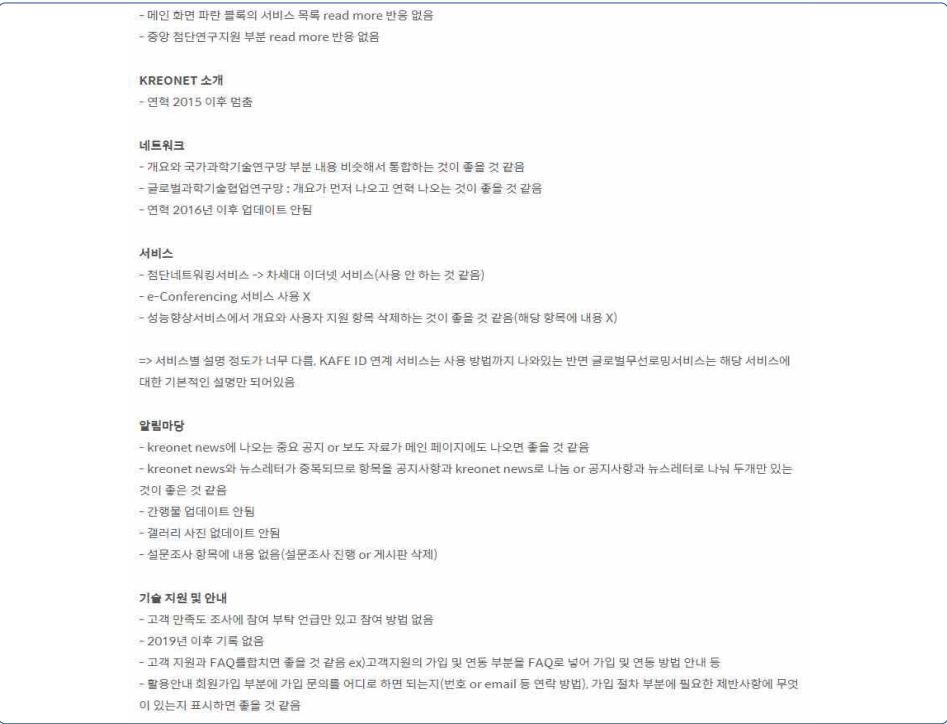 - 메인 화면 파란 블록의 서비스 목록 read more 반응 없음
- 중앙 첨단연구지원 부분 read more 반응 없음
KREONET 소개
- 연혁 2015 이후 멈춤
네트워크
- 개요와 국가과학기술연구망 부분 내용 비슷해서 통합하는 것이 좋을 것 같음
- 글로벌과학기술협업연구망 : 개요가 먼저 나오고 연혁 나오는 것이 좋을 것 같음
- 연혁 2016년 이후 업데이트 안됨
서비스
- 첨단네트워킹서비스 -> 차세대 이더넷 서비스(사용 안 하는 것 같음)
- e-Conferencing 서비스 사용 X
- 성능향상서비스에서 개요와 사용자 지원 항목 삭제하는 것이 좋을 것 같음(해당 항목에 내용 X)
=> 서비스별 설명 정도가 너무 다름, KAFE ID 연계 서비스는 사용 방법까지 나와있는 반면 글로벌무선로밍서비스는 해당 서비스에
대한 기본적인 설명만 되어있음
알림마당
- kreonet news에 나오는 중요 공지 or 보도 자료가 메인 페이지에도 나오면 좋을 것 같음
- kreonet news와 뉴스레터가 중복되므로 항목을 공지사항과 kreonet news로 나눔 or 공지사항과 뉴스레터로 나눠 두개만 있는
것이 좋은 것 같음
- 간행물 업데이트 안됨
- 갤러리 사진 없데이트 안됨
- 설문조사 항목에 내용 없음(설문조사 진행 or 게시판 삭제)
기술 지원 및 안내
- 고객 만족도 조사에 참여 부탁 언급만 있고 참여 방법 없음
- 2019년 이후 기록 없음
- 고객 지원과 FAQ를합치면 좋을 것 같음 ex)고객지원의 가입 및 연동 부분을 FAQ로 넣어 가입 및 연동 방법 안내 등
- 활용안내 회원가입 부분에 가입 문의를 어디로 하면 되는지(번호 or email 등 연락 방법), 가입 절차 부분에 필요한 제반사항에 무엇
이 있는지 표시하면 좋을 것 같음